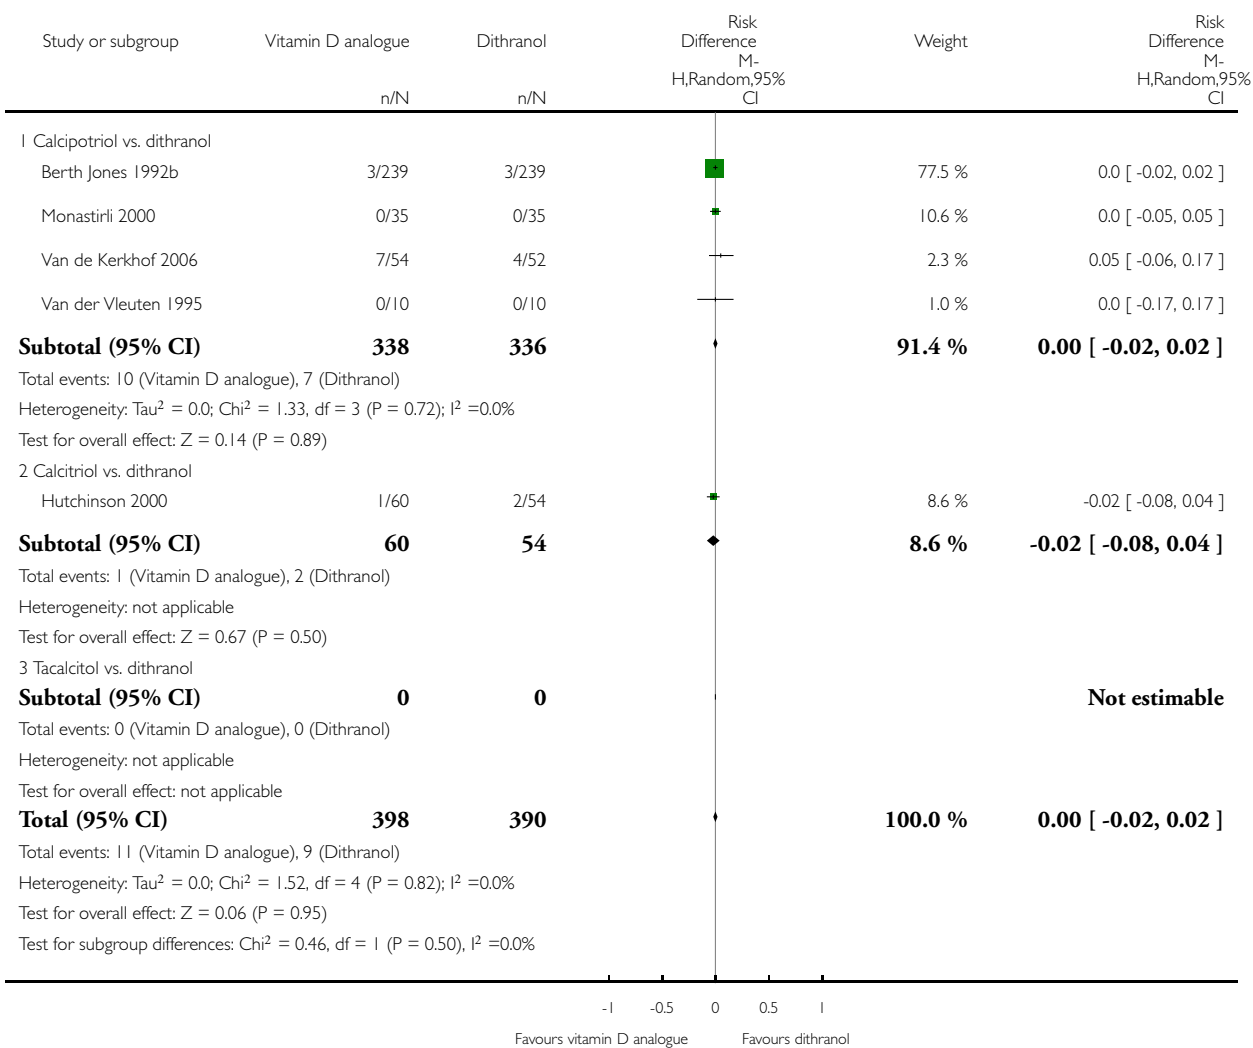 Study or subgroup Vitamin D analogue Dithranol Risk Difference Weight Risk Difference
M-H,Random,95% CI M-H,Random,95% CI
n/N n/N
1 Calcipotriol vs. dithranol
Berth Jones 1992b 3/239 3/239 77.5 % 0.0 [ -0.02, 0.02 ]
Monastirli 2000 0/35 0/35 10.6 % 0.0 [ -0.05, 0.05 ]
Van de Kerkhof 2006 7/54 4/52 2.3 % 0.05 [ -0.06, 0.17 ]
Van der Vleuten 1995 0/10 0/10 1.0 % 0.0 [ -0.17, 0.17 ]
Subtotal (95% CI) 338 336 91.4 % 0.00 [ -0.02, 0.02 ]
Total events: 10 (Vitamin D analogue), 7 (Dithranol)
Heterogeneity: Tau² = 0.0; Chi² = 1.33, df = 3 (P = 0.72); I² =0.0%
Test for overall effect: Z = 0.14 (P = 0.89)
2 Calcitriol vs. dithranol
Hutchinson 2000 1/60 2/54 8.6 % -0.02 [ -0.08, 0.04 ]
Subtotal (95% CI) 60 54 8.6 % -0.02 [ -0.08, 0.04 ]
Total events: 1 (Vitamin D analogue), 2 (Dithranol)
Heterogeneity: not applicable
Test for overall effect: Z = 0.67 (P = 0.50)
3 Tacalcitol vs. dithranol
Subtotal (95% CI) 0 0 Not estimable
Total events: 0 (Vitamin D analogue), 0 (Dithranol)
Heterogeneity: not applicable
Test for overall effect: not applicable
Total (95% CI) 398 390 100.0 % 0.00 [ -0.02, 0.02 ]
Total events: 11 (Vitamin D analogue), 9 (Dithranol)
Heterogeneity: Tau² = 0.0; Chi² = 1.52, df = 4 (P = 0.82); I² =0.0%
Test for overall effect: Z = 0.06 (P = 0.95)
Test for subgroup differences: Chi² = 0.46, df = 1 (P = 0.50), I² =0.0%
-1 -0.5 0 0.5 1
Favours vitamin D analogue Favours dithranol